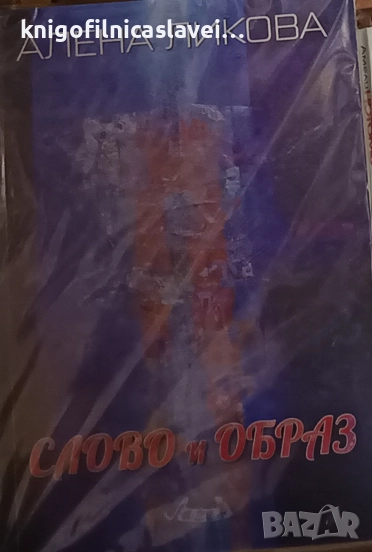 knigofilnicaslavei...
АЛЕНА ЛИКОВА
СЛОВО и ОБРАЗ
BAZAR